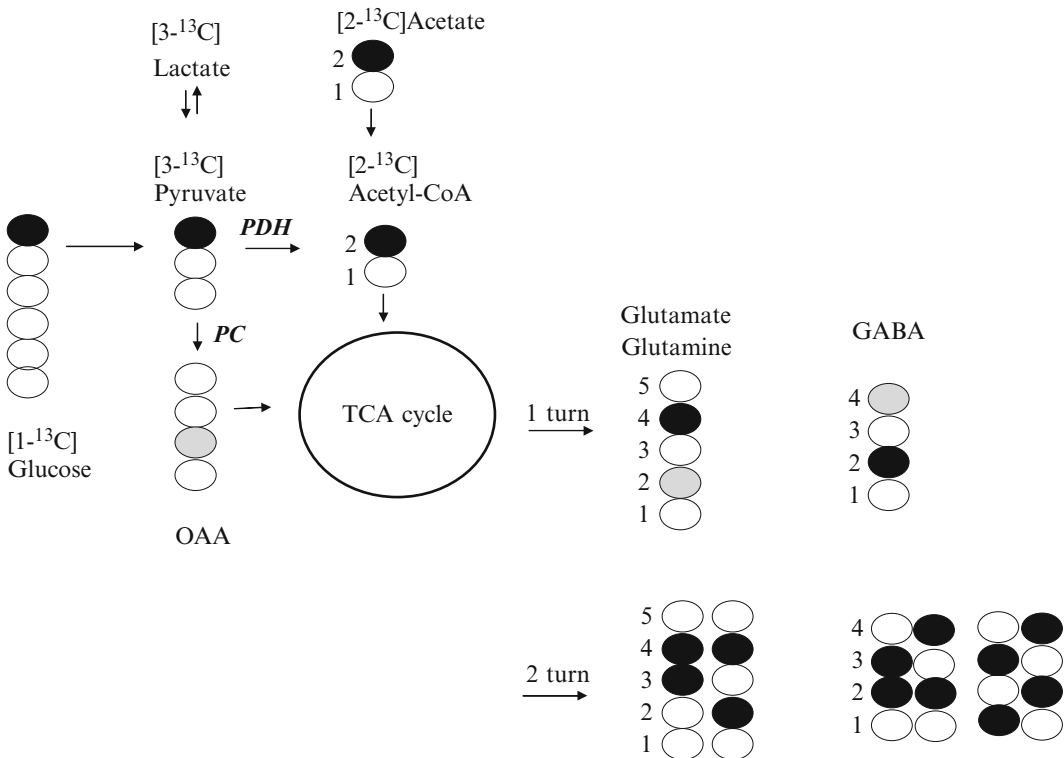 [3-¹³C]
Lactate
[2-¹³C]Acetate
2
1
[3-¹³C]
Pyruvate
[2-¹³C]
Acetyl-CoA
PDH
2
1
PC
[1-¹³C]
Glucose
OAA
TCA cycle
1 turn
Glutamate
Glutamine
5
4
3
2
1
GABA
4
3
2
1
2 turn
5
4
3
2
1
4
3
2
1